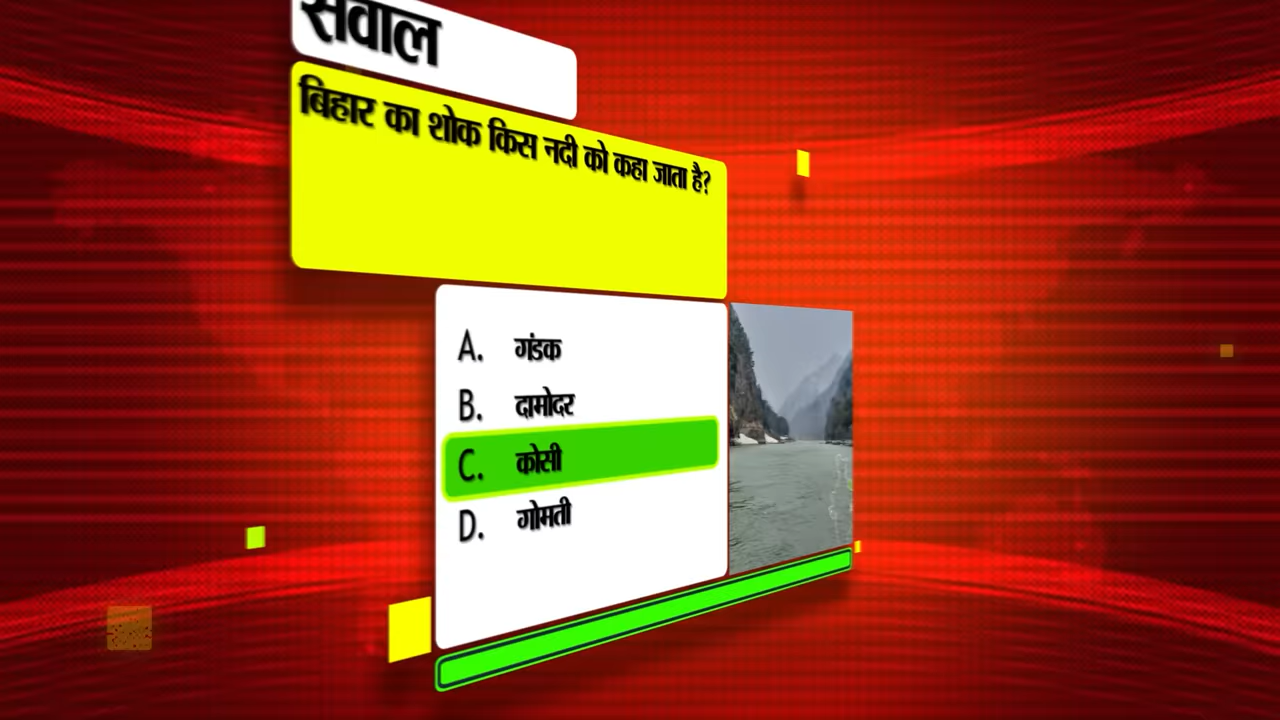 सवाल
बिहार का शोक किस नदी को कहा जाता है?
A. गंडक
B. दामोदर
C. कोसी
D. गोमती